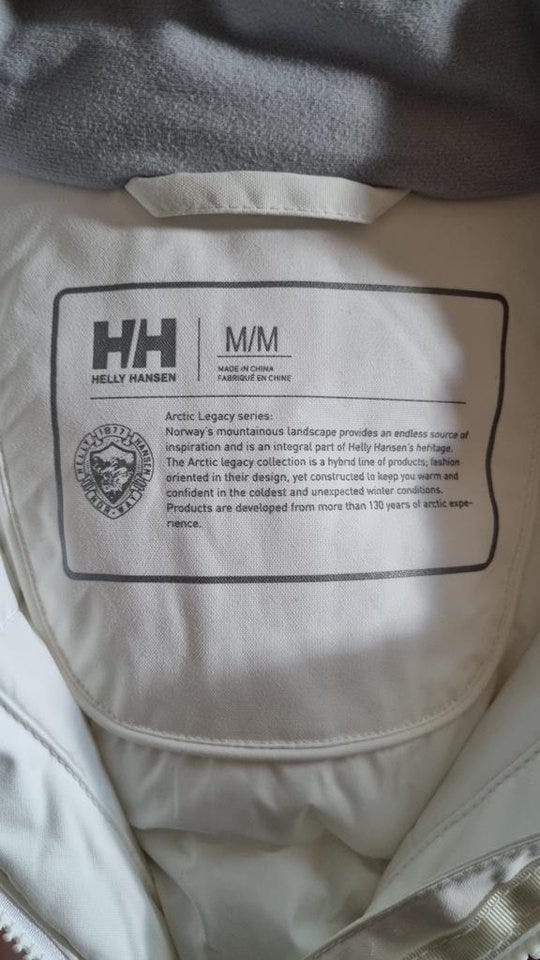 HH
HELLY HANSEN
M/M
MADE IN CHINA
FABRIQUÉ EN CHINE
Arctic Legacy series:
Norway's mountainous landscape provides an endless source of
inspiration and is an integral part of Helly Hansen's heritage.
The Arctic legacy collection is a hybrid line of products; fashion
oriented in their design, yet constructed to keep you warm and
confident in the coldest and unexpected winter conditions.
Products are developed from more than 130 years of arctic expe-
rience.
1877
HELLY HANSEN
NORWAY